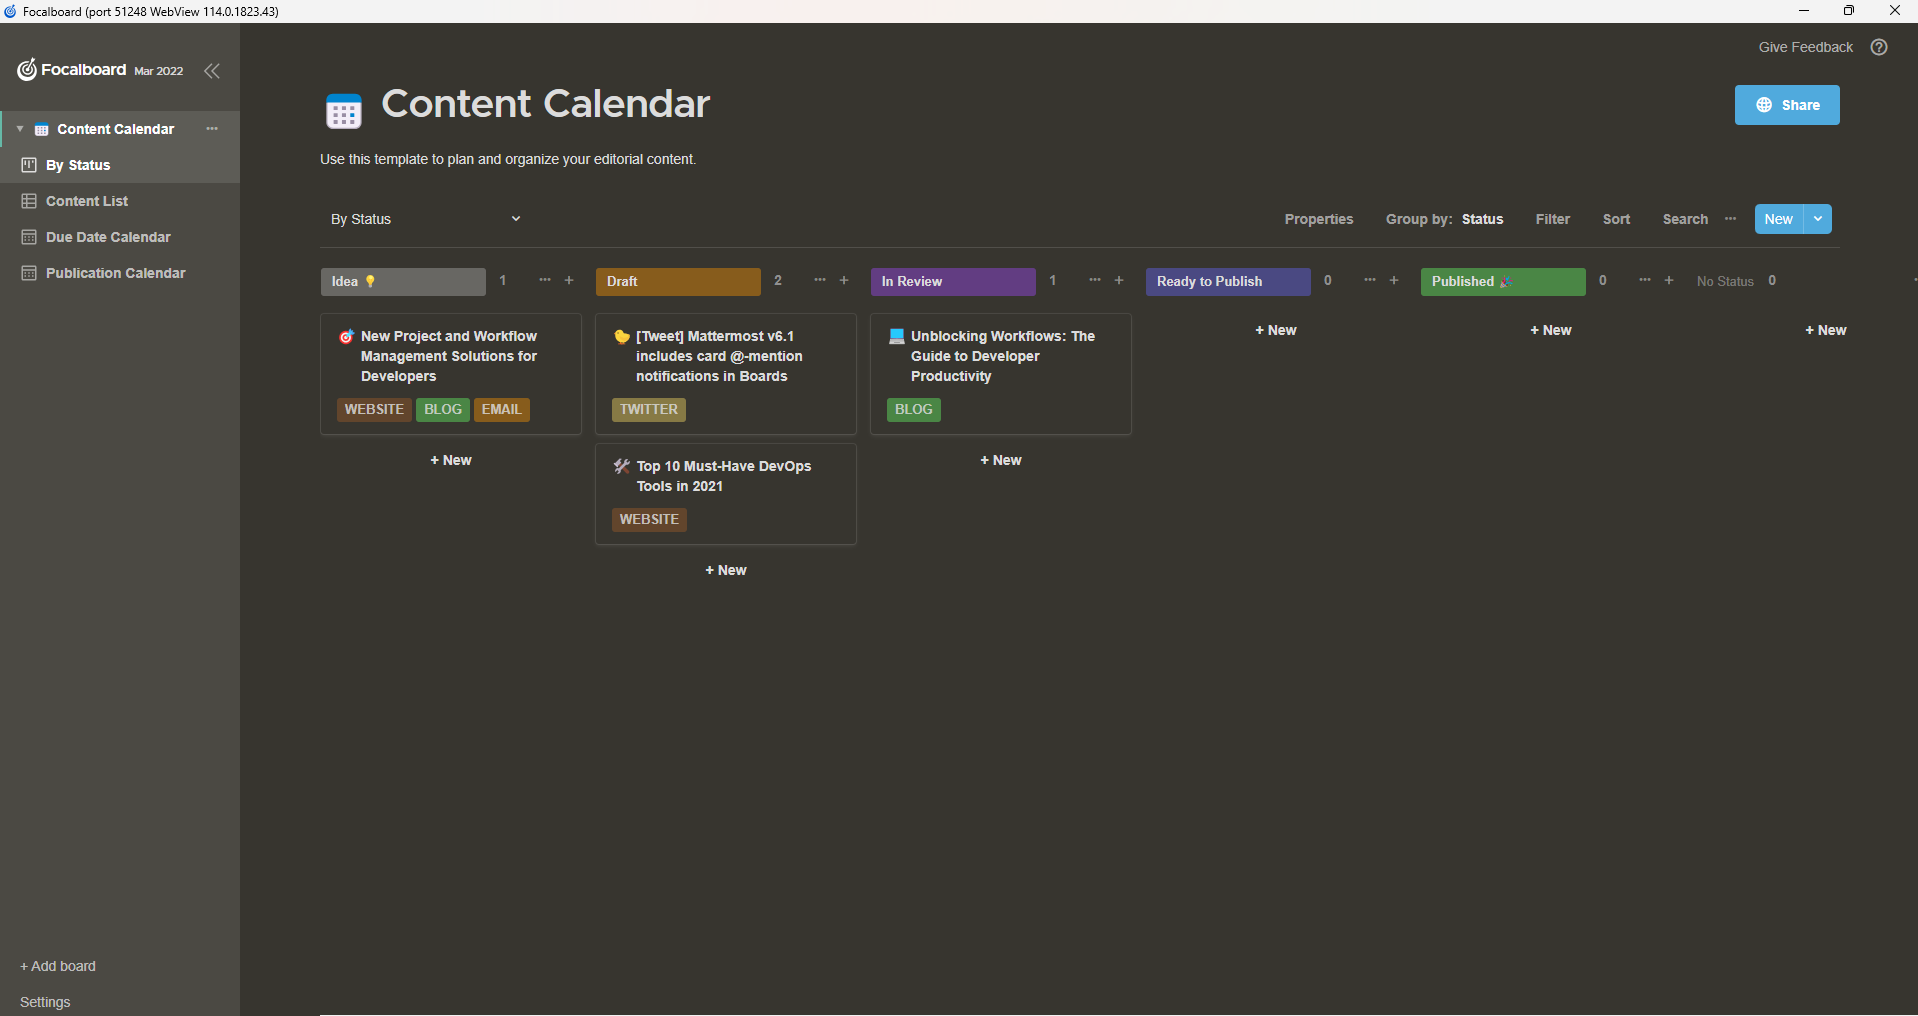 Focalboard (port 51248 WebView 114.0.1823.43)
Focalboard Mar 2022
Content Calendar
By Status
Content List
Due Date Calendar
Publication Calendar
+ Add board
Settings
Give Feedback
Content Calendar
Share
Use this template to plan and organize your editorial content.
By Status
Properties
Group by: Status
Filter
Sort
Search
New
Idea 💡 1
New Project and Workflow
Management Solutions for
Developers
WEBSITE BLOG EMAIL
+ New
Draft 2
[Tweet] Mattermost v6.1
includes card @-mention
notifications in Boards
TWITTER
Top 10 Must-Have DevOps
Tools in 2021
WEBSITE
+ New
In Review 1
Unblocking Workflows: The
Guide to Developer
Productivity
BLOG
+ New
Ready to Publish 0
+ New
Published 🎉 0
+ New
No Status 0
+ New